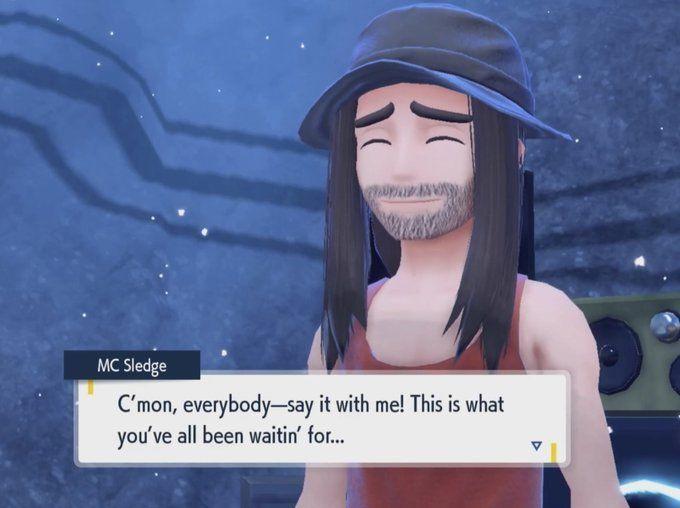 MC Sledge
C'mon, everybody—say it with me! This is what
you've all been waitin' for...